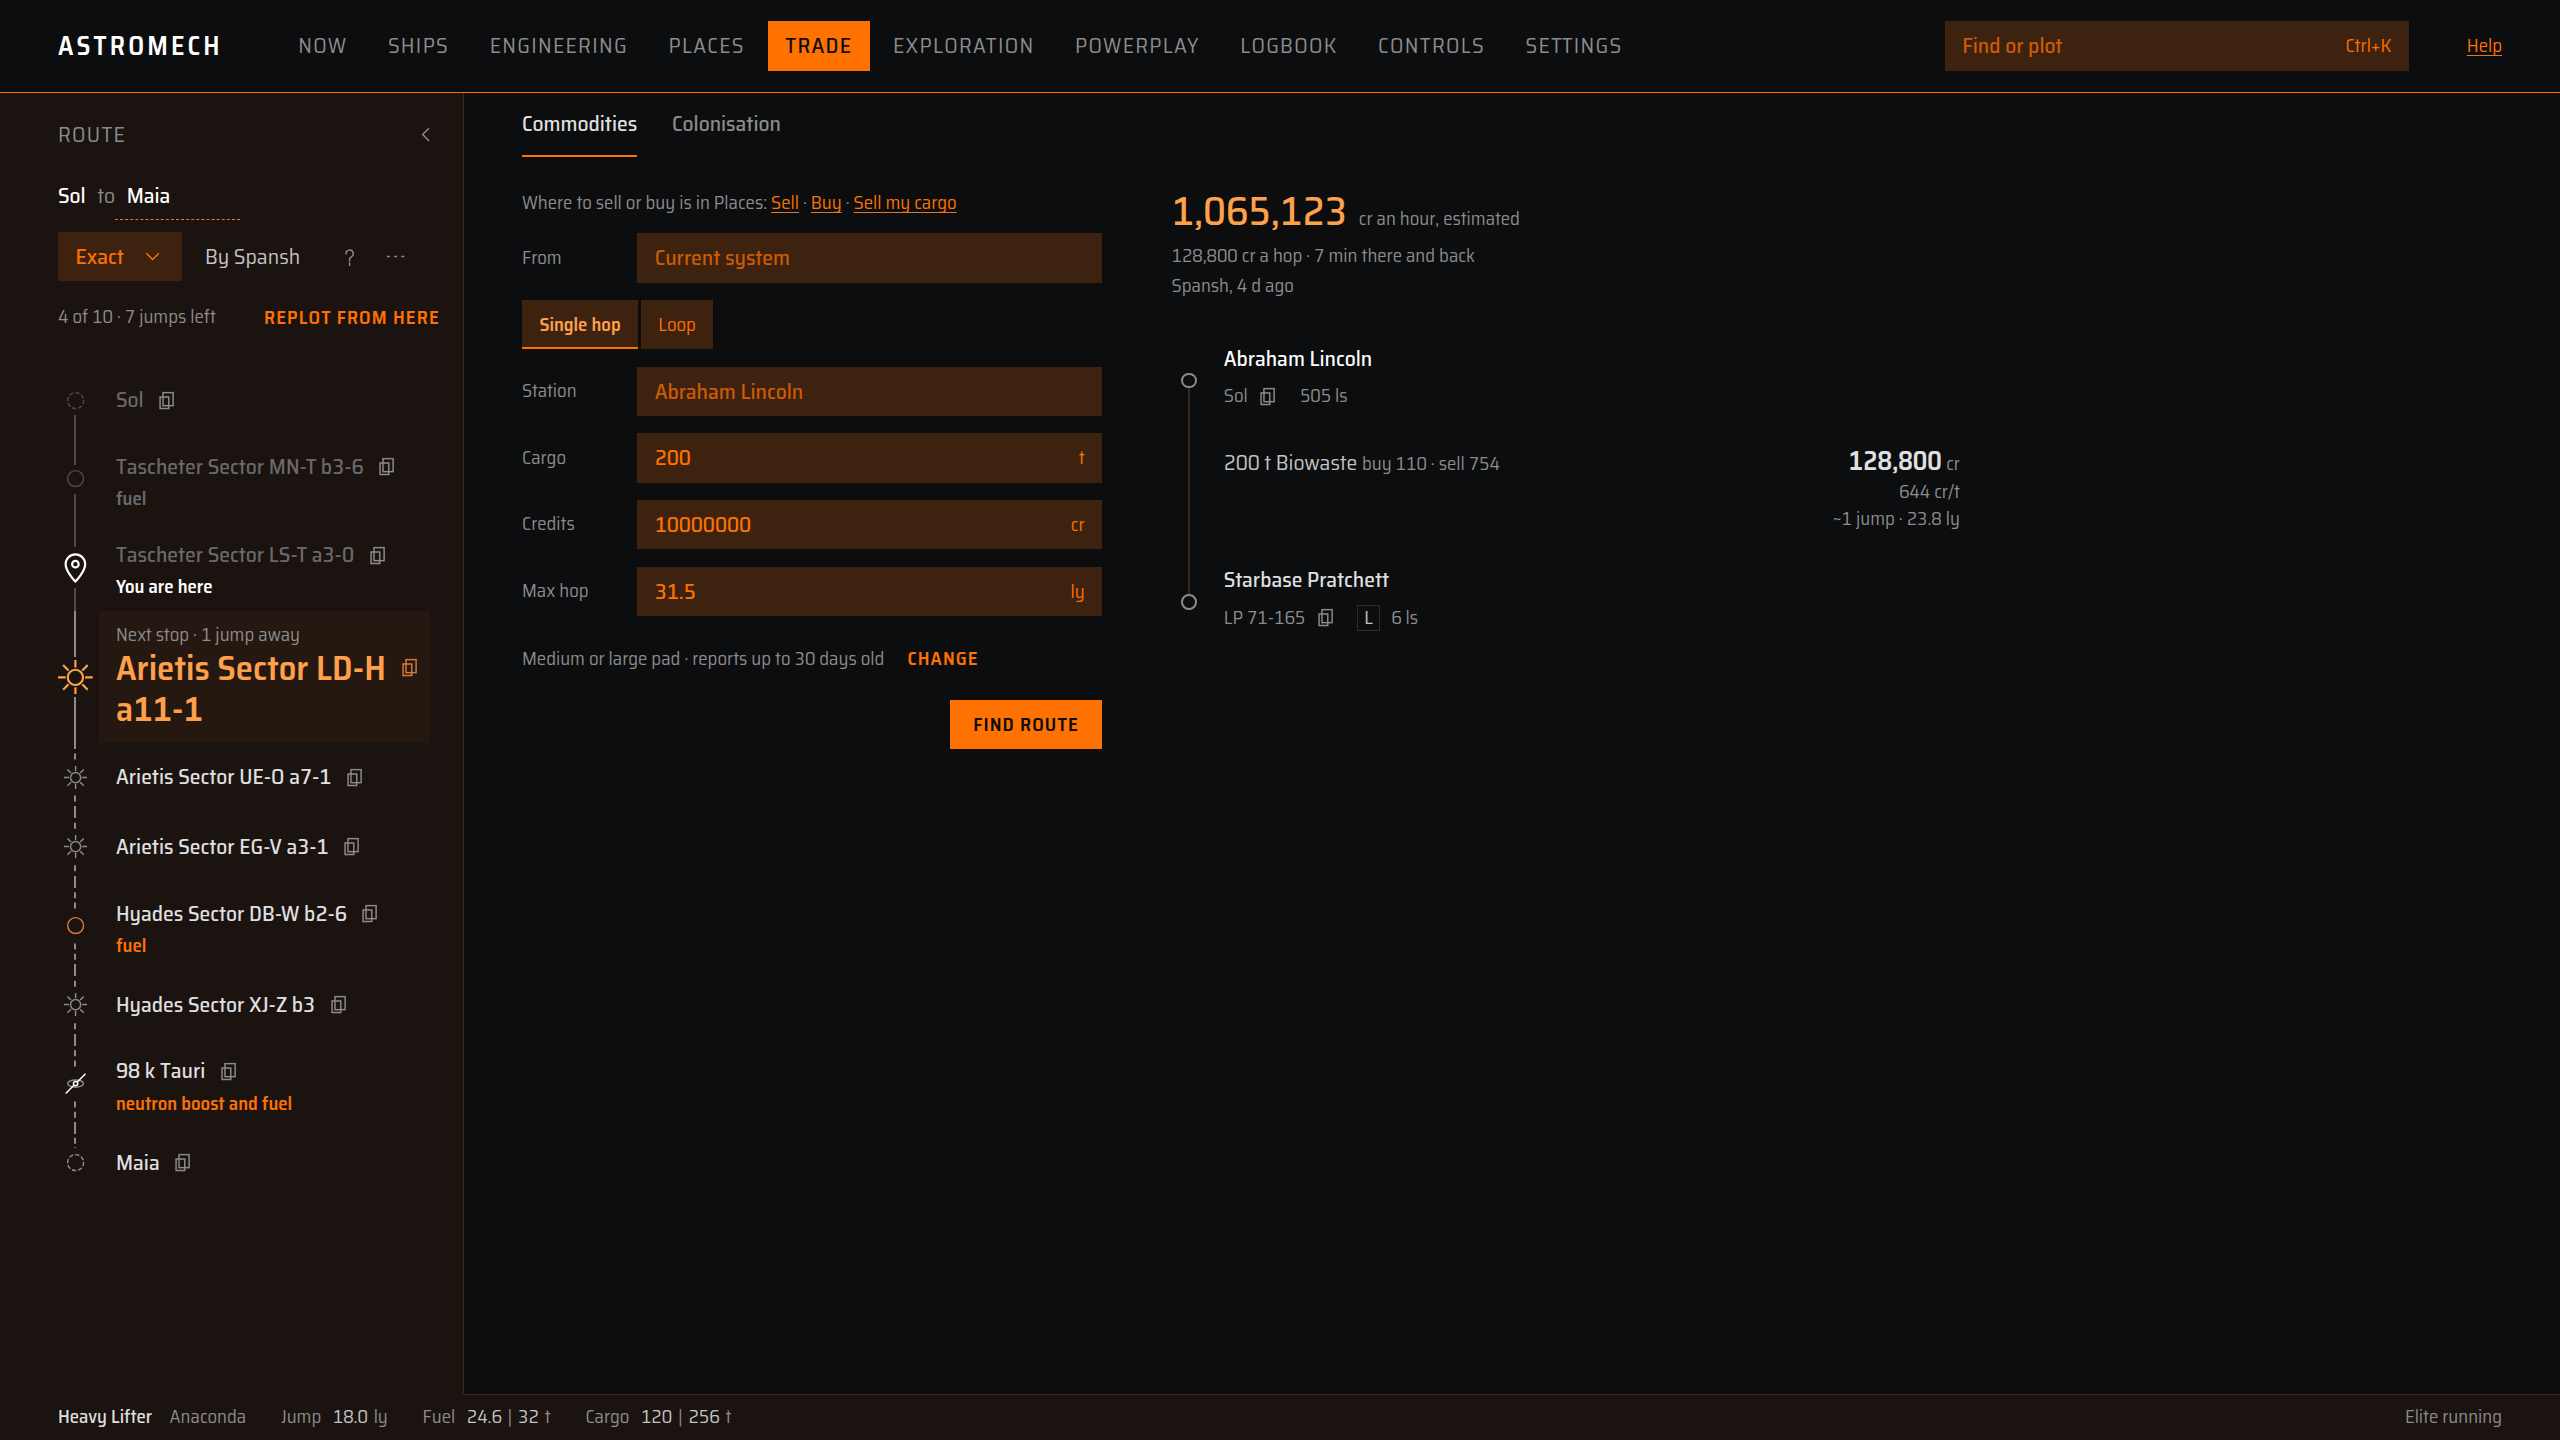 ASTROMECH
NOW SHIPS ENGINEERING PLACES TRADE EXPLORATION POWERPLAY LOGBOOK CONTROLS SETTINGS
Find or plot Ctrl+K
Help
ROUTE
Sol to Maia
Exact By Spansh ? ---
4 of 10 · 7 jumps left REPLOT FROM HERE
Sol
Tascheter Sector MN-T b3-6
fuel
Tascheter Sector LS-T a3-0
You are here
Next stop · 1 jump away
Arietis Sector LD-H
a11-1
Arietis Sector UE-O a7-1
Arietis Sector EG-V a3-1
Hyades Sector DB-W b2-6
fuel
Hyades Sector XJ-Z b3
98 k Tauri
neutron boost and fuel
Maia
Commodities Colonisation
Where to sell or buy is in Places: Sell · Buy · Sell my cargo
From Current system
Single hop Loop
Station Abraham Lincoln
Cargo 200 t
Credits 10000000 cr
Max hop 31.5 ly
Medium or large pad · reports up to 30 days old CHANGE
FIND ROUTE
1,065,123 cr an hour, estimated
128,800 cr a hop · 7 min there and back
Spansh, 4 d ago
Abraham Lincoln
Sol 505 ls
200 t Biowaste buy 110 · sell 754
128,800 cr
644 cr/t
~1 jump · 23.8 ly
Starbase Pratchett
LP 71-165 L 6 ls
Heavy Lifter Anaconda Jump 18.0 ly Fuel 24.6 | 32 t Cargo 120 | 256 t
Elite running